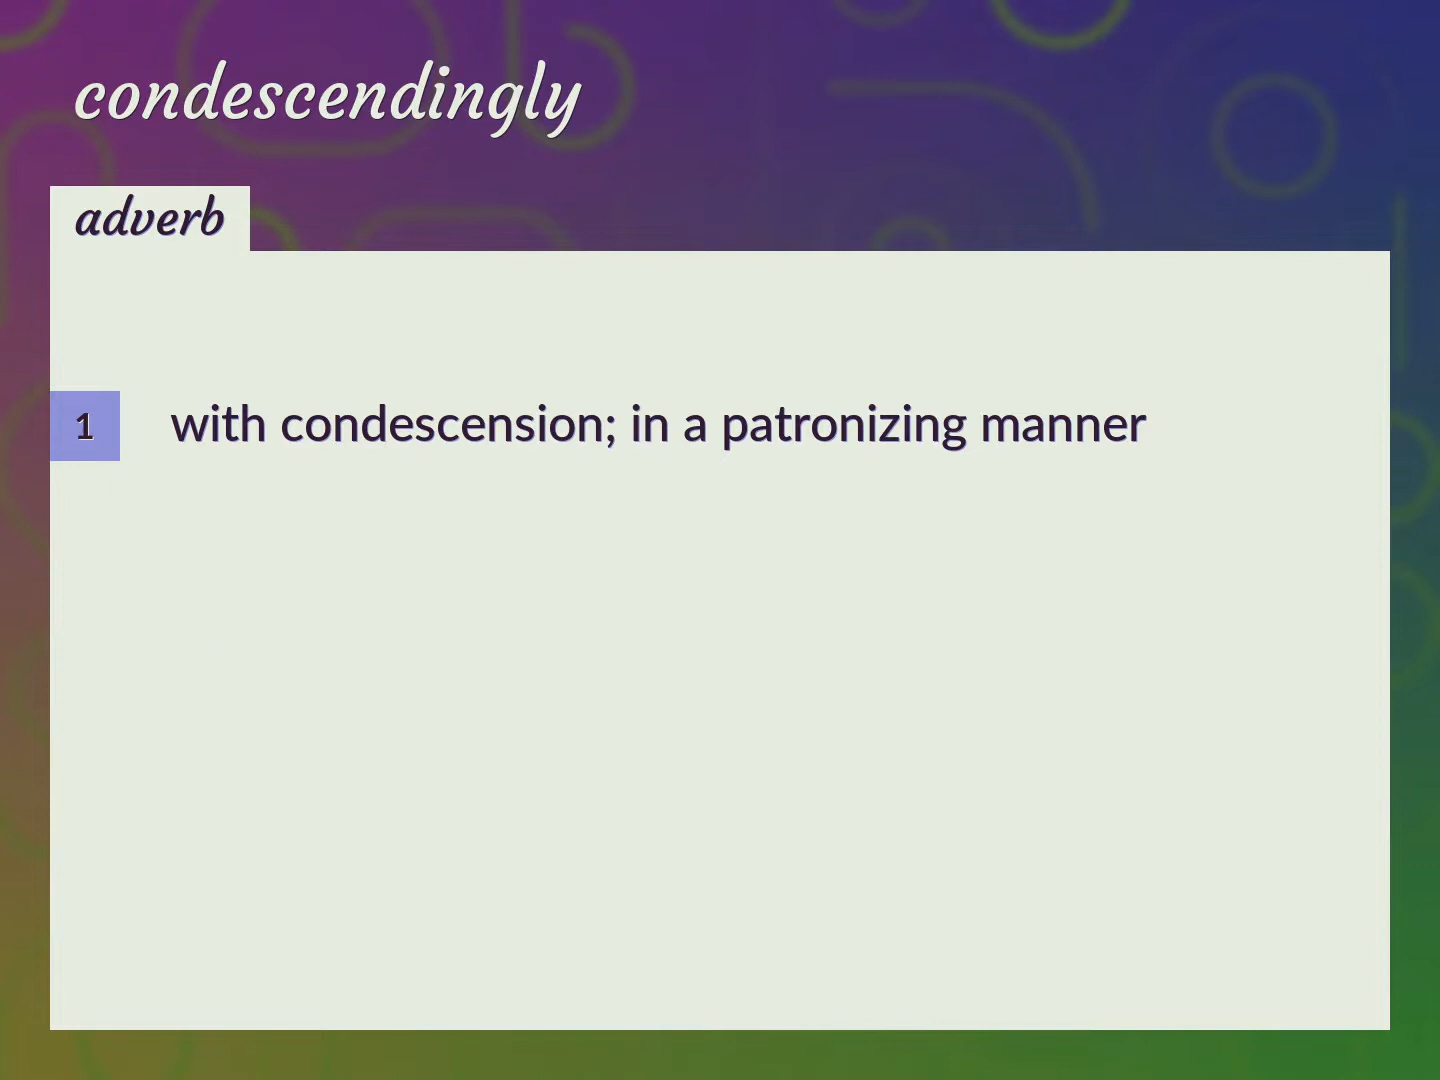 condescendingly
adverb
1 with condescension; in a patronizing manner